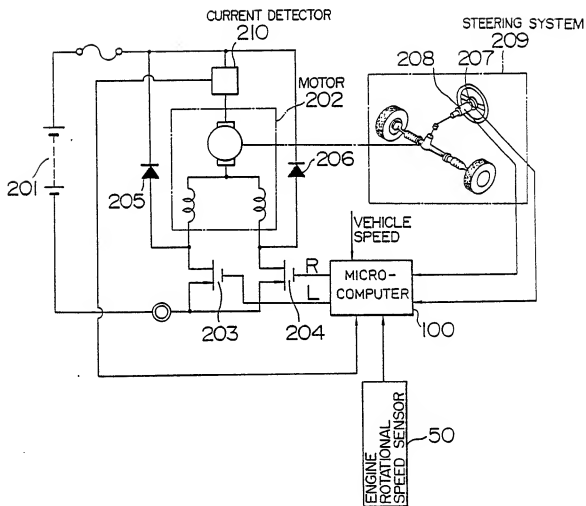 CURRENT DETECTOR
210
STEERING SYSTEM
209
208
207
MOTOR
202
201
205
206
VEHICLE
SPEED
R
L
MICRO-
COMPUTER
203
204
100
ENGINE
ROTATIONAL
SPEED SENSOR
50